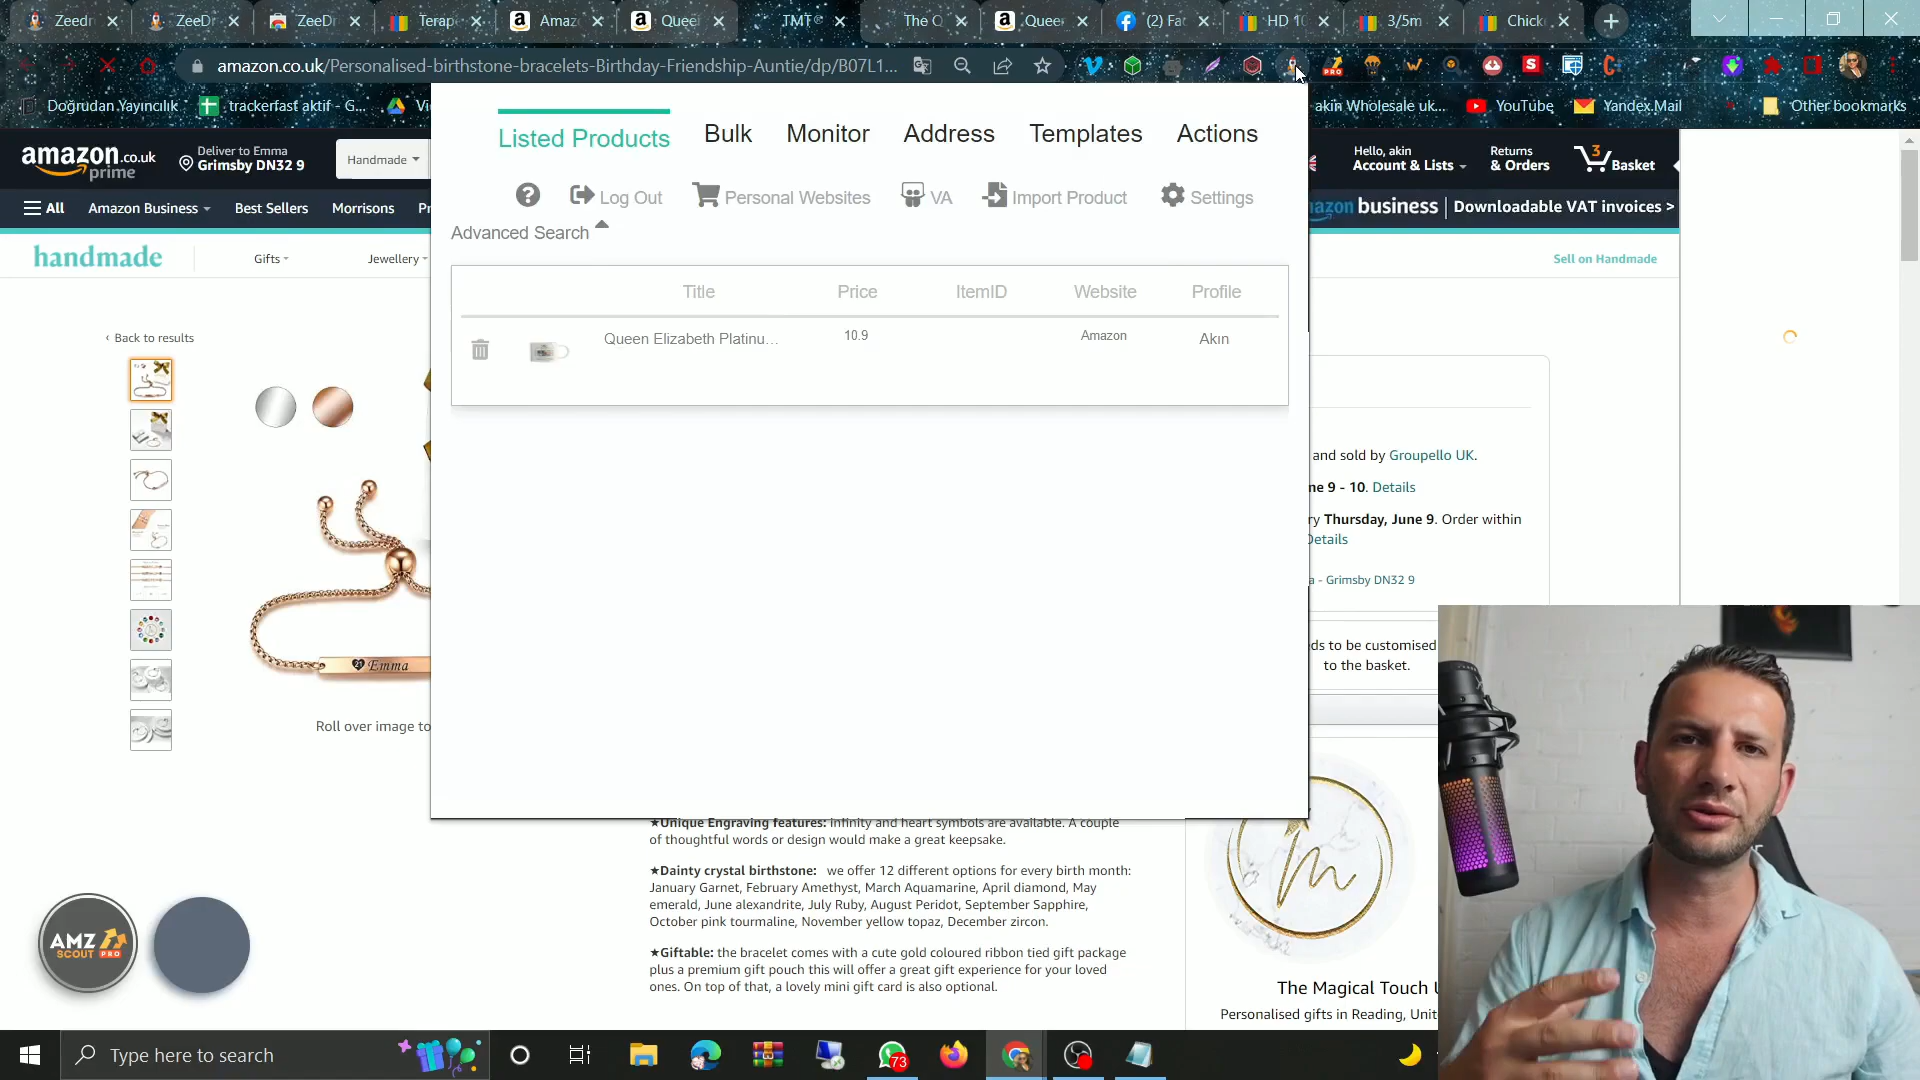 Zeedr
ZeeDr
ZeeDr
Terap
Amaz
Quee
TMT®
The Q
Quee
(2) Fac
HD 10
3/5m
Chick
amazon.co.uk/Personalised-birthstone-bracelets-Birthday-Friendship-Auntie/dp/B07L1...
PRO
Doğrudan Yayıncılık
trackerfast aktif - G...
akin Wholesale uk...
YouTube
Yandex.Mail
Other bookmarks
amazon.co.uk
prime
Deliver to Emma
Grimsby DN32 9
Handmade
Hello, akin
Account & Lists
Returns
& Orders
3
Basket
All
Amazon Business
Best Sellers
Morrisons
Pr
azon business
Downloadable VAT invoices >
handmade
Gifts
Jewellery
Sell on Handmade
Listed Products
Bulk
Monitor
Address
Templates
Actions
?
Log Out
Personal Websites
VA
Import Product
Settings
Advanced Search
Title
Price
ItemID
Website
Profile
Queen Elizabeth Platinu...
10.9
Amazon
Akın
‹ Back to results
21
Emma
Roll over image to
and sold by Groupello UK.
ne 9 - 10. Details
ry Thursday, June 9. Order within
Details
a - Grimsby DN32 9
ds to be customised
to the basket.
★Unique Engraving features: infinity and heart symbols are available. A couple
of thoughtful words or design would make a great keepsake.
★Dainty crystal birthstone: we offer 12 different options for every birth month:
January Garnet, February Amethyst, March Aquamarine, April diamond, May
emerald, June alexandrite, July Ruby, August Peridot, September Sapphire,
October pink tourmaline, November yellow topaz, December zircon.
★Giftable: the bracelet comes with a cute gold coloured ribbon tied gift package
plus a premium gift pouch this will offer a great gift experience for your loved
ones. On top of that, a lovely mini gift card is also optional.
AMZ
SCOUT PRO
m
The Magical Touch U
Personalised gifts in Reading, Unit
Type here to search
73